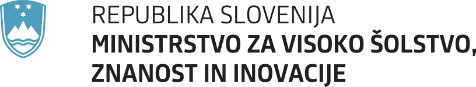 REPUBLIKA SLOVENIJA
MINISTRSTVO ZA VISOKO ŠOLSTVO,
ZNANOST IN INOVACIJE